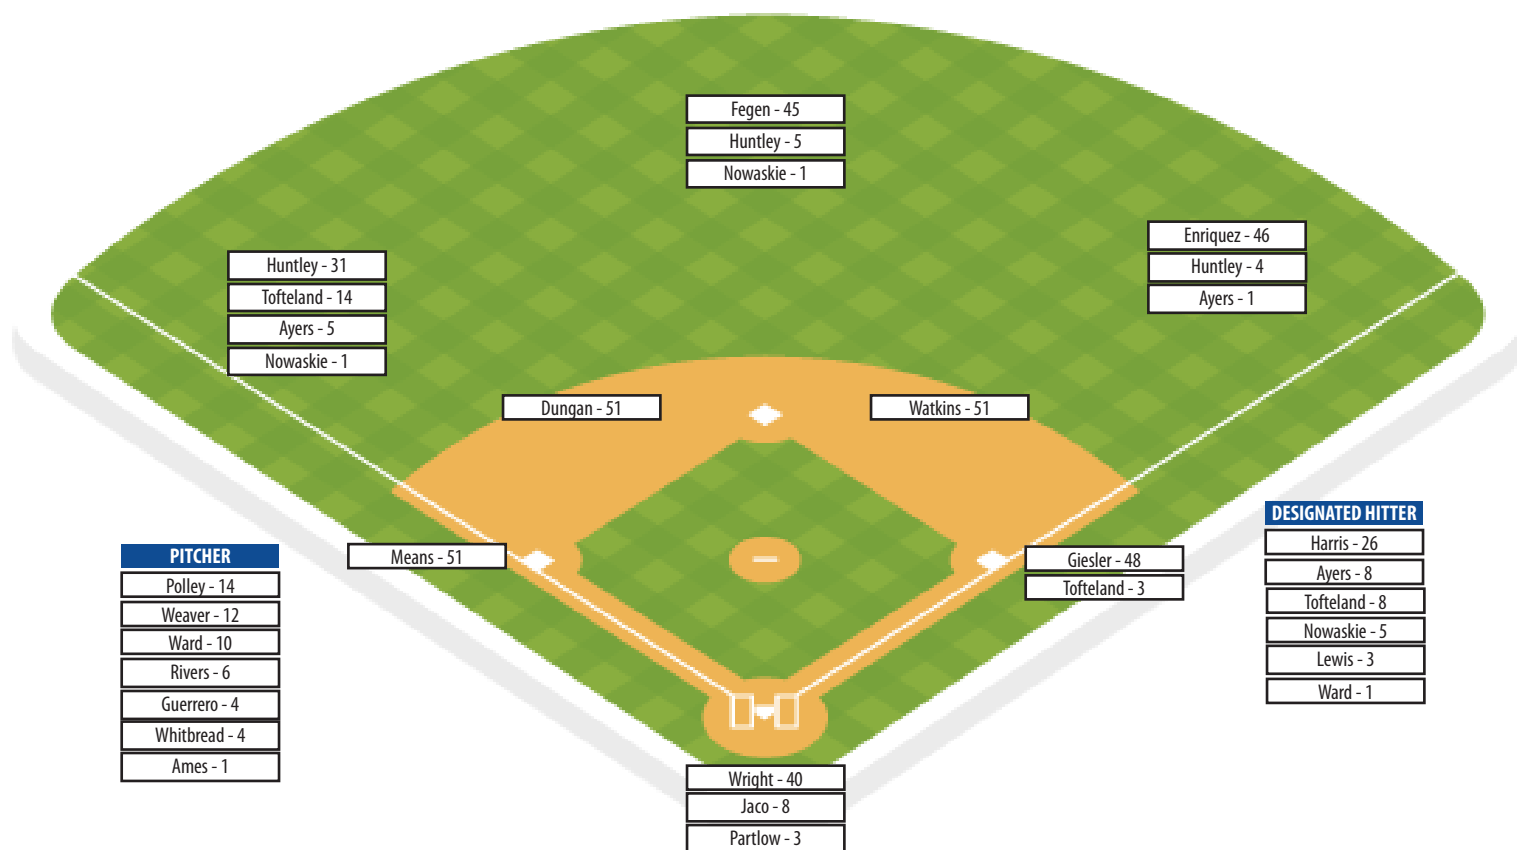 Fegen - 45
Huntley - 5
Nowaskie - 1
Enriquez - 46
Huntley - 4
Ayers - 1
Huntley - 31
Tofteland - 14
Ayers - 5
Nowaskie - 1
Dungan - 51
Watkins - 51
Means - 51
Giesler - 48
Tofteland - 3
PITCHER
Polley - 14
Weaver - 12
Ward - 10
Rivers - 6
Guerrero - 4
Whitbread - 4
Ames - 1
DESIGNATED HITTER
Harris - 26
Ayers - 8
Tofteland - 8
Nowaskie - 5
Lewis - 3
Ward - 1
Wright - 40
Jaco - 8
Partlow - 3